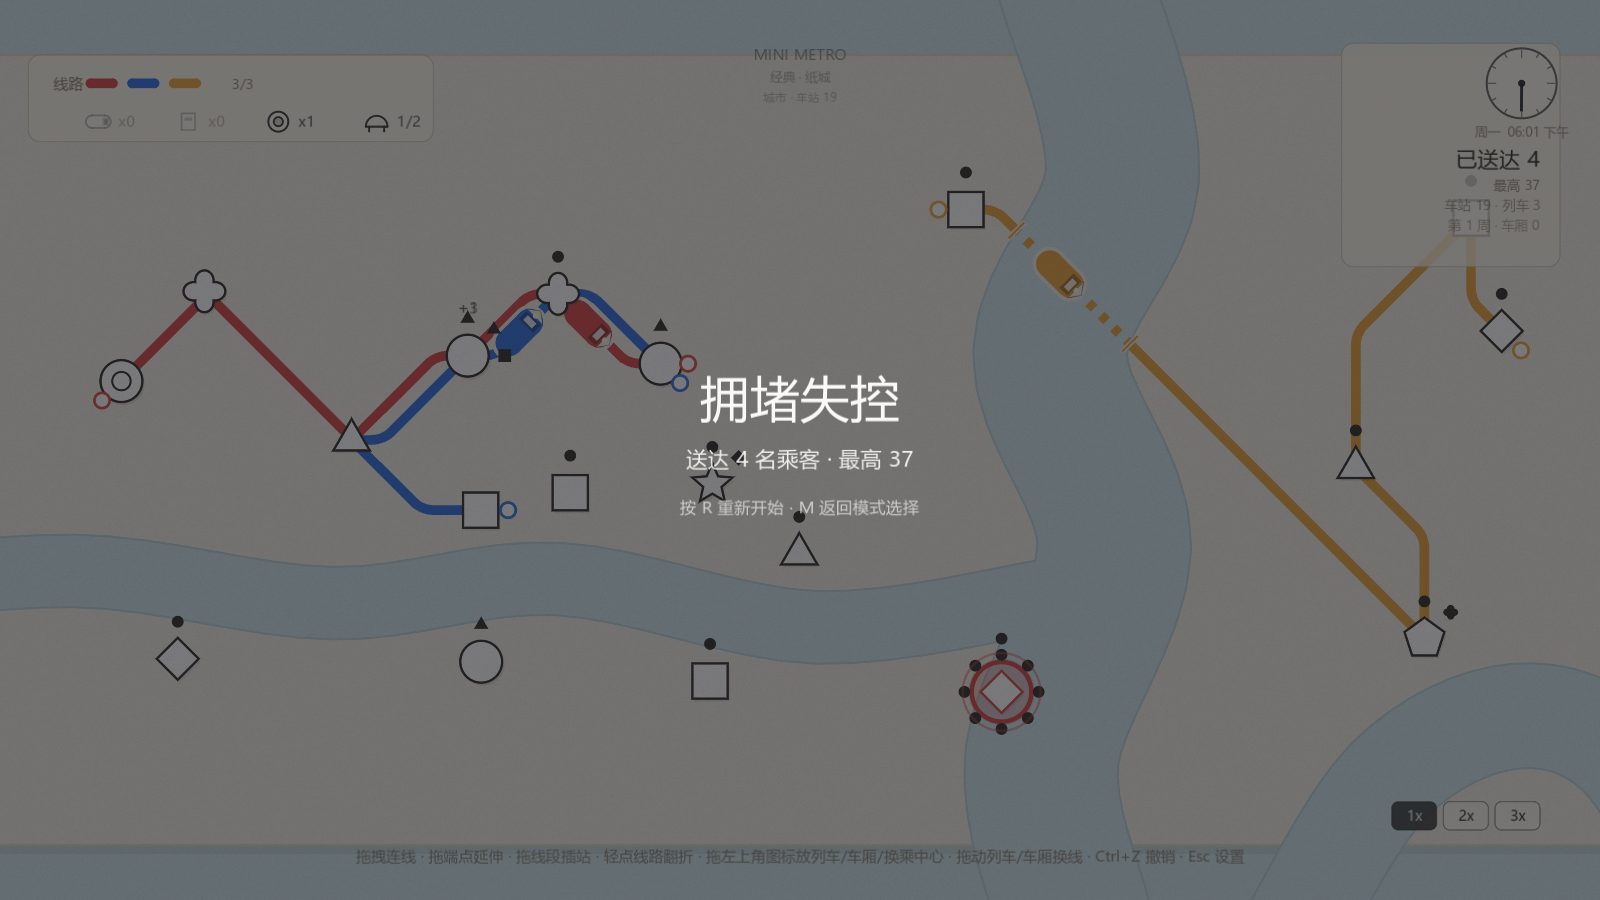 线路 3/3
x0 x0 x1 1/2
MINI METRO
经典 · 纸城
城市 · 车站 19
周一 06:01 下午
已送达 4
最高 37
车站 19 · 列车 3
第 1 周 · 车厢 0
+3
拥堵失控
送达 4 名乘客 · 最高 37
按 R 重新开始 · M 返回模式选择
1x 2x 3x
拖拽连线 · 拖端点延伸 · 拖线段插站 · 轻点线路翻折 · 拖左上角图标放列车/车厢/换乘中心 · 拖动列车/车厢换线 · Ctrl+Z 撤销 · Esc 设置